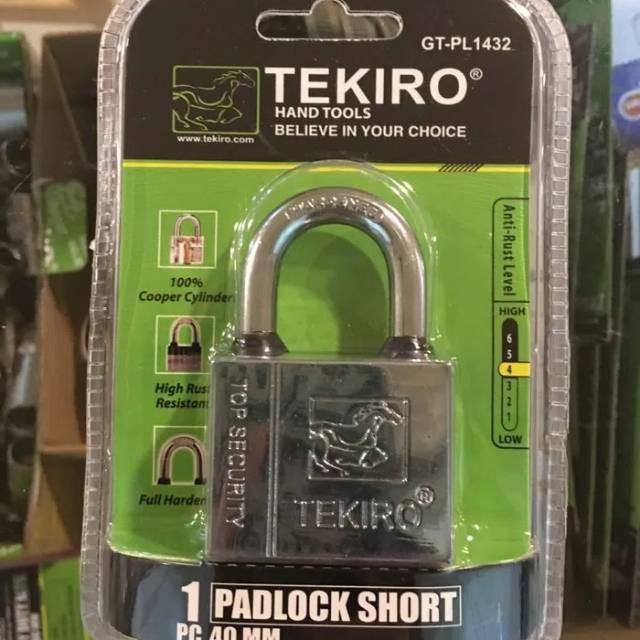 GT-PL1432
TEKIRO®
HAND TOOLS
BELIEVE IN YOUR CHOICE
www.tekiro.com
100%
Cooper Cylinder
High Rust
Resistan
Full Harden
Anti-Rust Level
HIGH
6
5
4
3
2
1
LOW
TOP SECURITY
TEKIRO®
1 PADLOCK SHORT
PC 40 MM